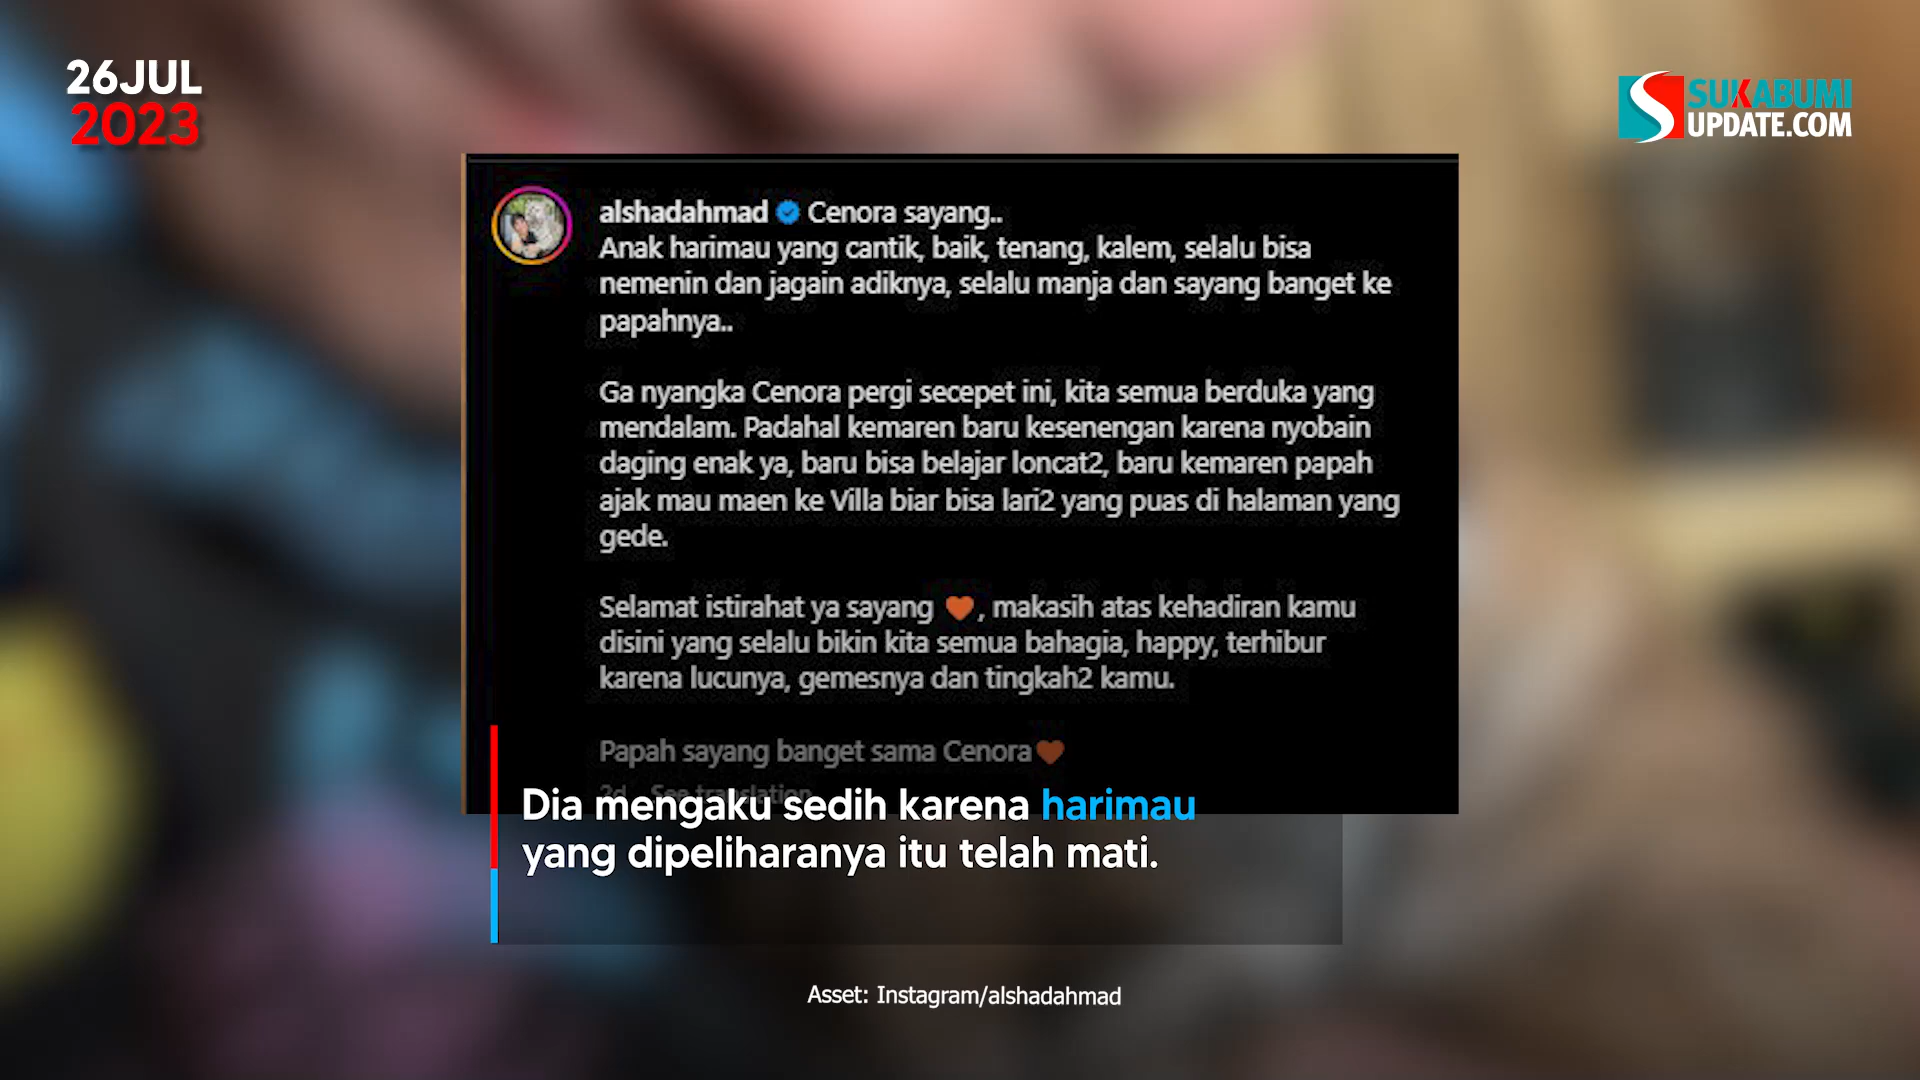 26JUL
2023
SUKABUMI
UPDATE.COM
alshadahmad Cenora sayang..
Anak harimau yang cantik, baik, tenang, kalem, selalu bisa
nemenin dan jagain adiknya, selalu manja dan sayang banget ke
papahnya..
Ga nyangka Cenora pergi secepet ini, kita semua berduka yang
mendalam. Padahal kemaren baru kesenengan karena nyobain
daging enak ya, baru bisa belajar loncat2, baru kemaren papah
ajak mau maen ke Villa biar bisa lari2 yang puas di halaman yang
gede.
Selamat istirahat ya sayang 🧡, makasih atas kehadiran kamu
disini yang selalu bikin kita semua bahagia, happy, terhibur
karena lucunya, gemesnya dan tingkah2 kamu.
Papah sayang banget sama Cenora🧡
2d See translation
Dia mengaku sedih karena harimau
yang dipeliharanya itu telah mati.
Asset: Instagram/alshadahmad